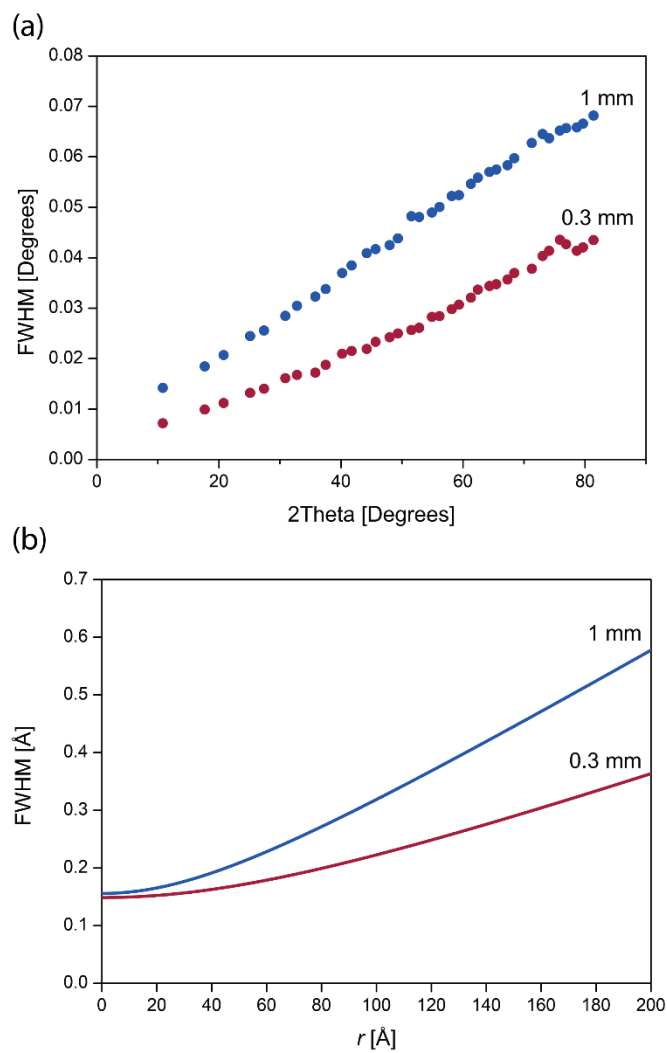 (a)
0.08
0.07
0.06
0.05
0.04
0.03
0.02
0.01
0.00
FWHM [Degrees]
1 mm
0.3 mm
0 20 40 60 80
2Theta [Degrees]
(b)
0.7
0.6
0.5
0.4
0.3
0.2
0.1
0.0
FWHM [Å]
1 mm
0.3 mm
0 20 40 60 80 100 120 140 160 180 200
r [Å]